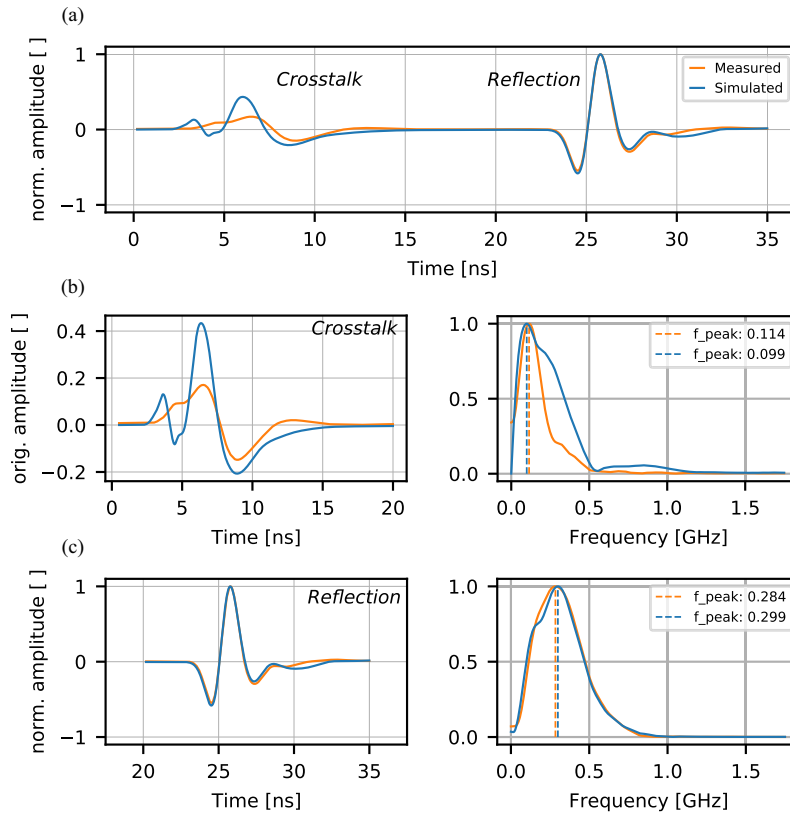 (a)
norm. amplitude [ ]
1
0
−1
Crosstalk
Reflection
Measured
Simulated
0 5 10 15 20 25 30 35
Time [ns]
(b)
orig. amplitude [ ]
0.4
0.2
0.0
−0.2
Crosstalk
0 5 10 15 20
Time [ns]
1.0
0.5
0.0
f_peak: 0.114
f_peak: 0.099
0.0 0.5 1.0 1.5
Frequency [GHz]
(c)
norm. amplitude [ ]
1
0
−1
Reflection
20 25 30 35
Time [ns]
1.0
0.5
0.0
f_peak: 0.284
f_peak: 0.299
0.0 0.5 1.0 1.5
Frequency [GHz]